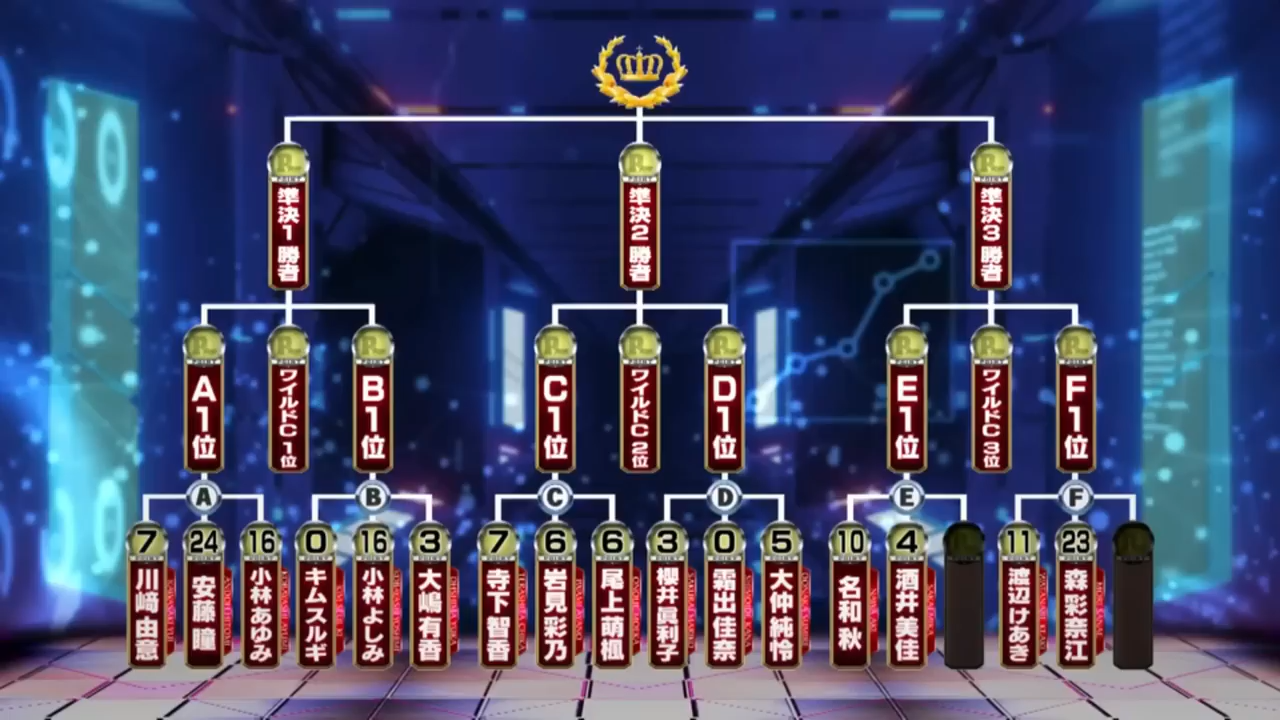 準決1 勝者
準決2 勝者
準決3 勝者
A1位
ワイルドC 1位
B1位
C1位
ワイルドC 2位
D1位
E1位
ワイルドC 3位
F1位
A
B
C
D
E
F
7
24
16
0
16
3
7
6
6
3
0
5
10
4
11
23
川﨑由意
安藤 瞳
小林あゆみ
キムスルギ
小林よしみ
大嶋有香
寺下智香
岩見彩乃
尾上萌楓
櫻井眞利子
霜出佳奈
大仲純怜
名和 秋
酒井美佳
渡辺けあき
森 彩奈江